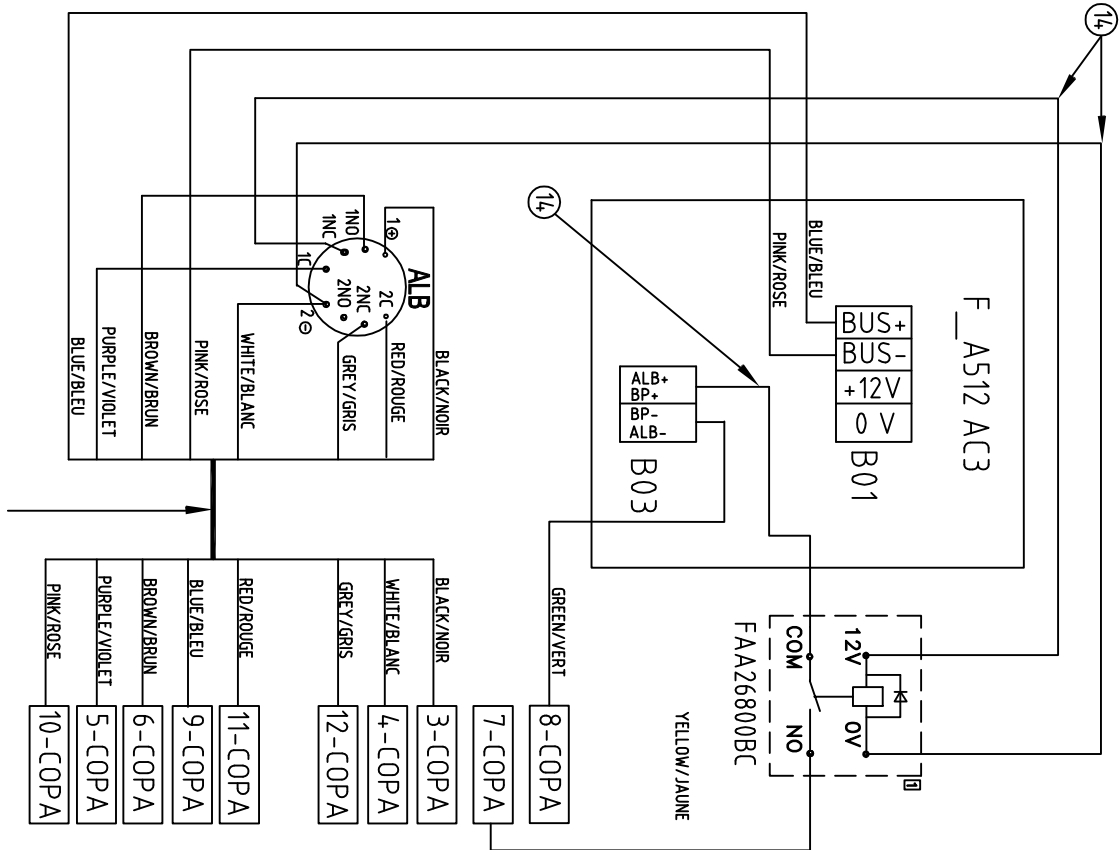 14
14
F_A512 AC3
BUS+
BUS-
+12V
0 V
B01
BLUE/BLEU
PINK/ROSE
ALB+
BP+
BP-
ALB-
B03
1⊕
1NO
1NC
1C
ALB
2C
2NC
2NO
2⊖
BLACK/NOIR
RED/ROUGE
GREY/GRIS
WHITE/BLANC
PINK/ROSE
BROWN/BRUN
PURPLE/VIOLET
BLUE/BLEU
12V
0V
COM
NO
1
FAA26800BC
YELLOW/JAUNE
GREEN/VERT
BLACK/NOIR
WHITE/BLANC
GREY/GRIS
RED/ROUGE
BLUE/BLEU
BROWN/BRUN
PURPLE/VIOLET
PINK/ROSE
8-COPA
7-COPA
3-COPA
4-COPA
12-COPA
11-COPA
9-COPA
6-COPA
5-COPA
10-COPA